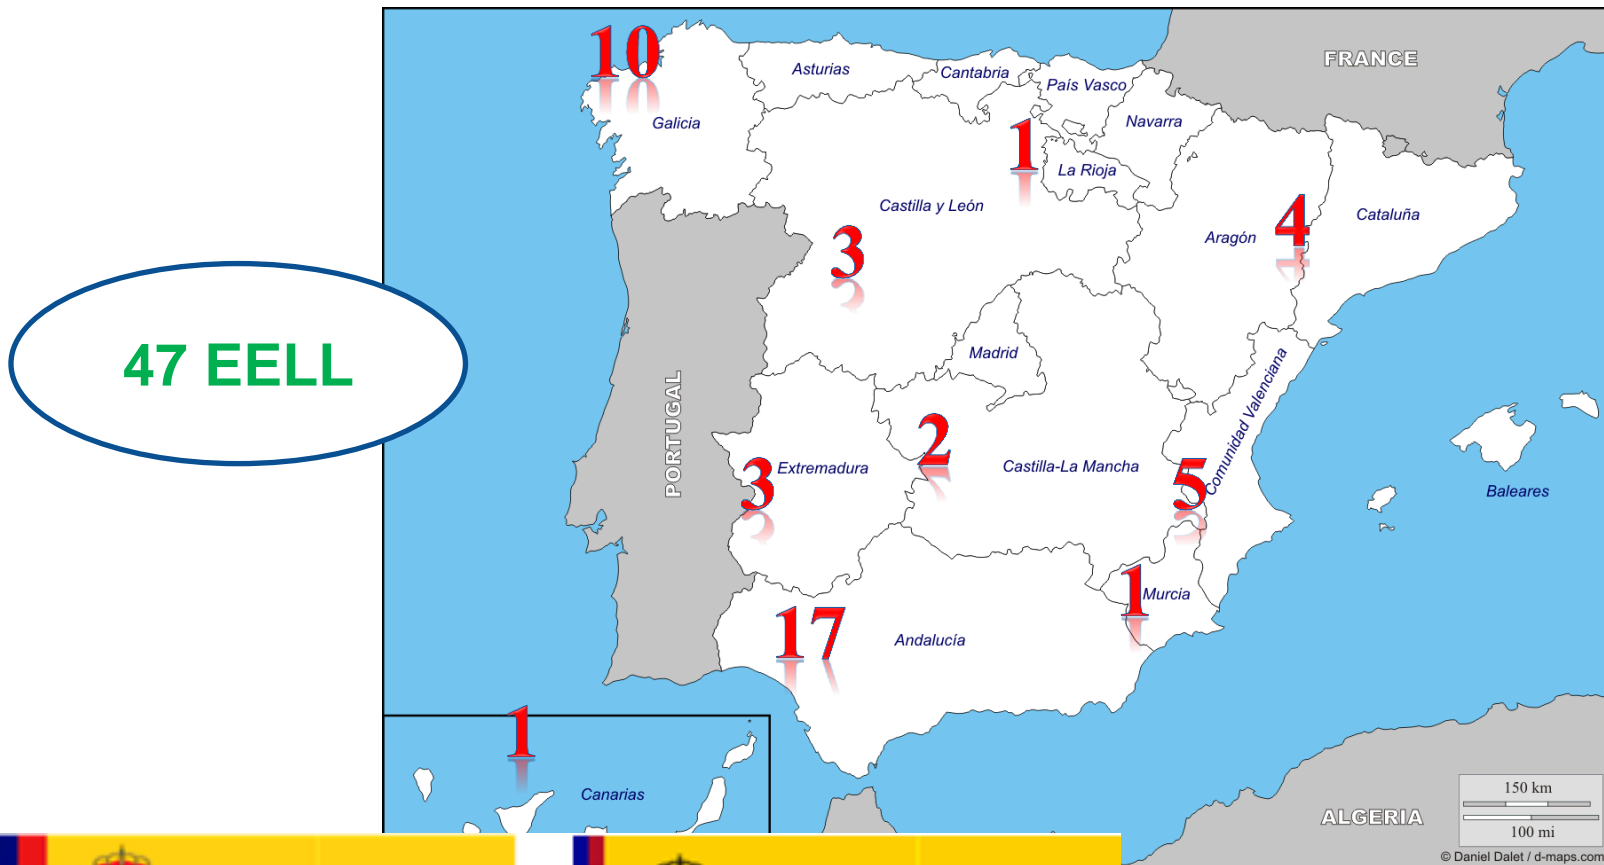 47 EELL
10
FRANCE
Asturias
Cantabria
País Vasco
Galicia
Navarra
1
La Rioja
Castilla y León
4
Cataluña
Aragón
3
Madrid
Comunidad Valenciana
PORTUGAL
2
Extremadura
3
Castilla-La Mancha
5
Baleares
1
Murcia
17
Andalucía
1
Canarias
150 km
100 mi
ALGERIA
© Daniel Dalet / d-maps.com